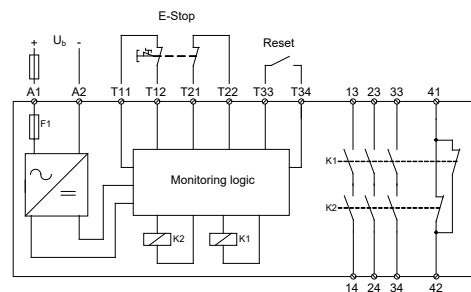 E-Stop
+ Ub - Reset
A1 A2 T11 T12 T21 T22 T33 T34 13 23 33 41
F1
K1
Monitoring logic
K2
K2 K1
14 24 34 42